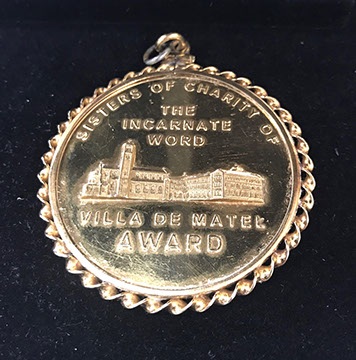 SISTERS OF CHARITY OF
THE
INCARNATE
WORD
VILLA DE MATEL
AWARD